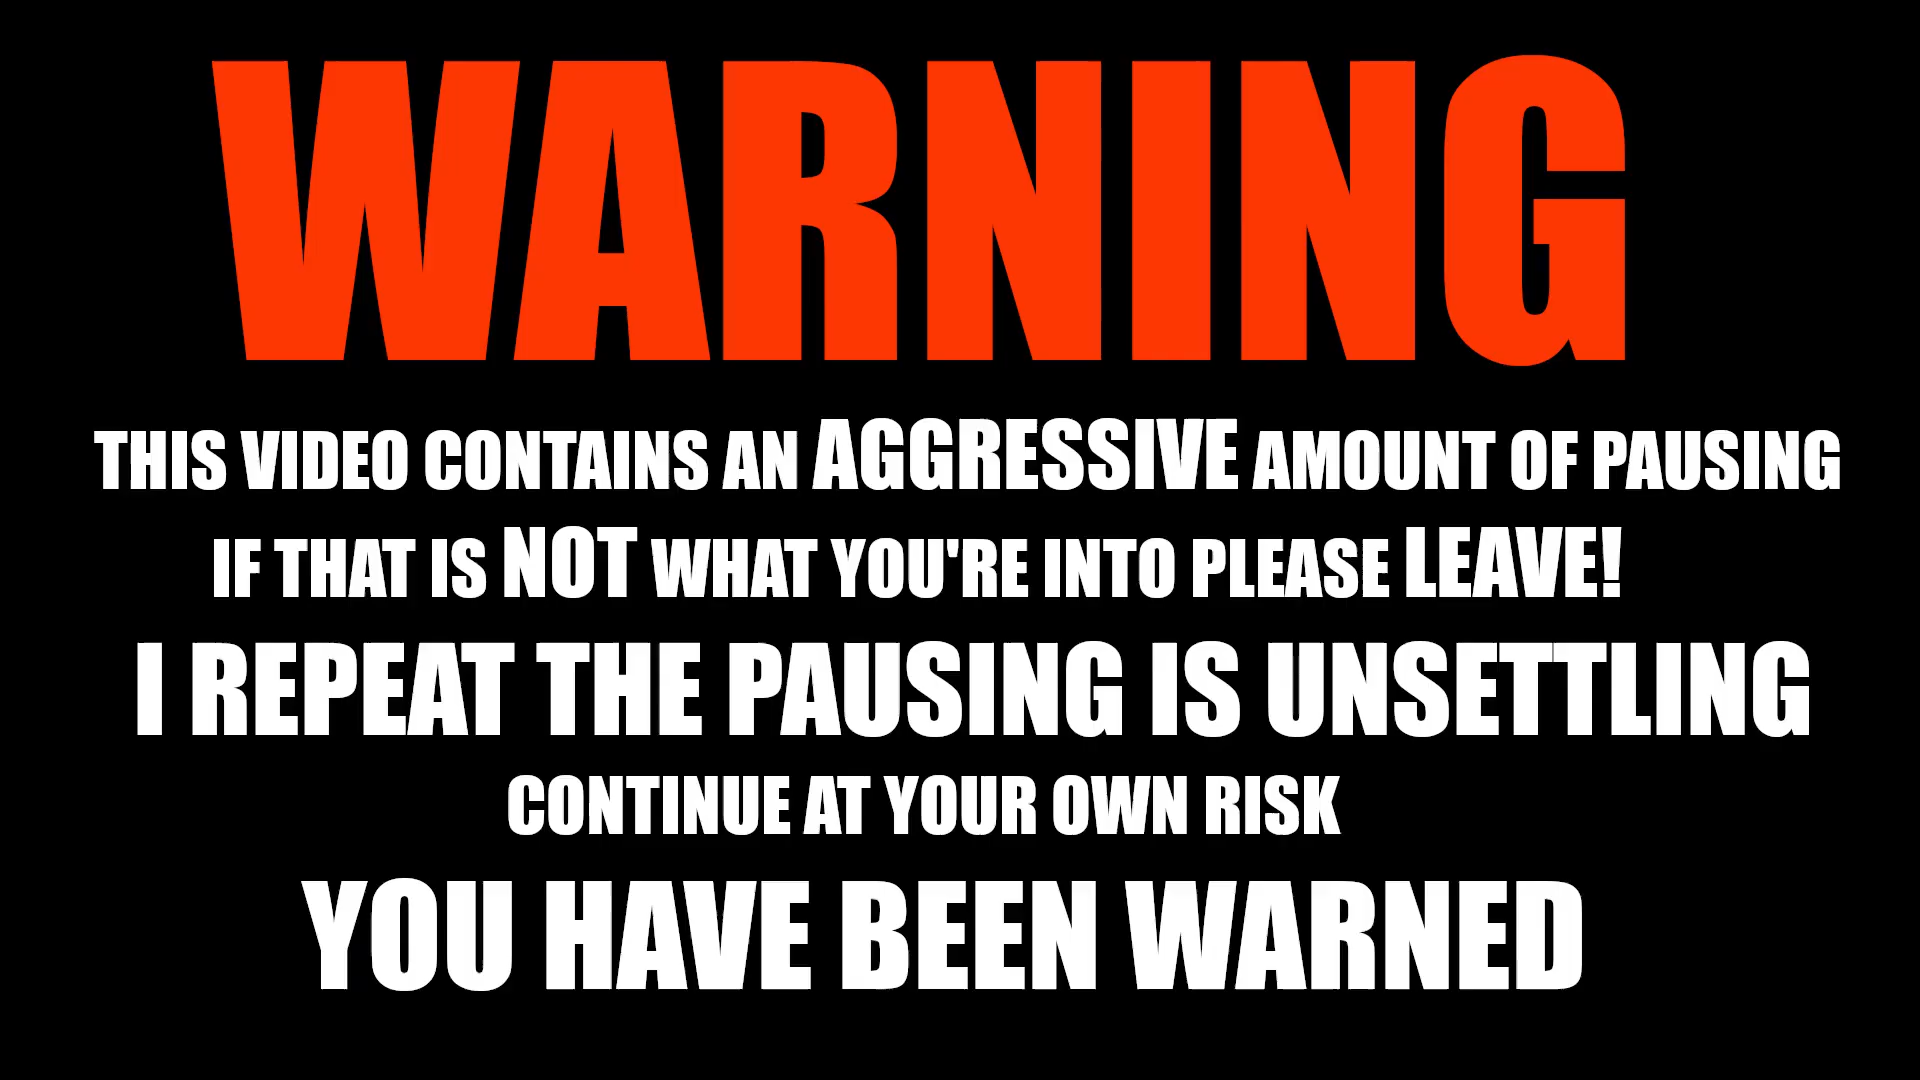 WARNING
THIS VIDEO CONTAINS AN AGGRESSIVE AMOUNT OF PAUSING
IF THAT IS NOT WHAT YOU'RE INTO PLEASE LEAVE!
I REPEAT THE PAUSING IS UNSETTLING
CONTINUE AT YOUR OWN RISK
YOU HAVE BEEN WARNED